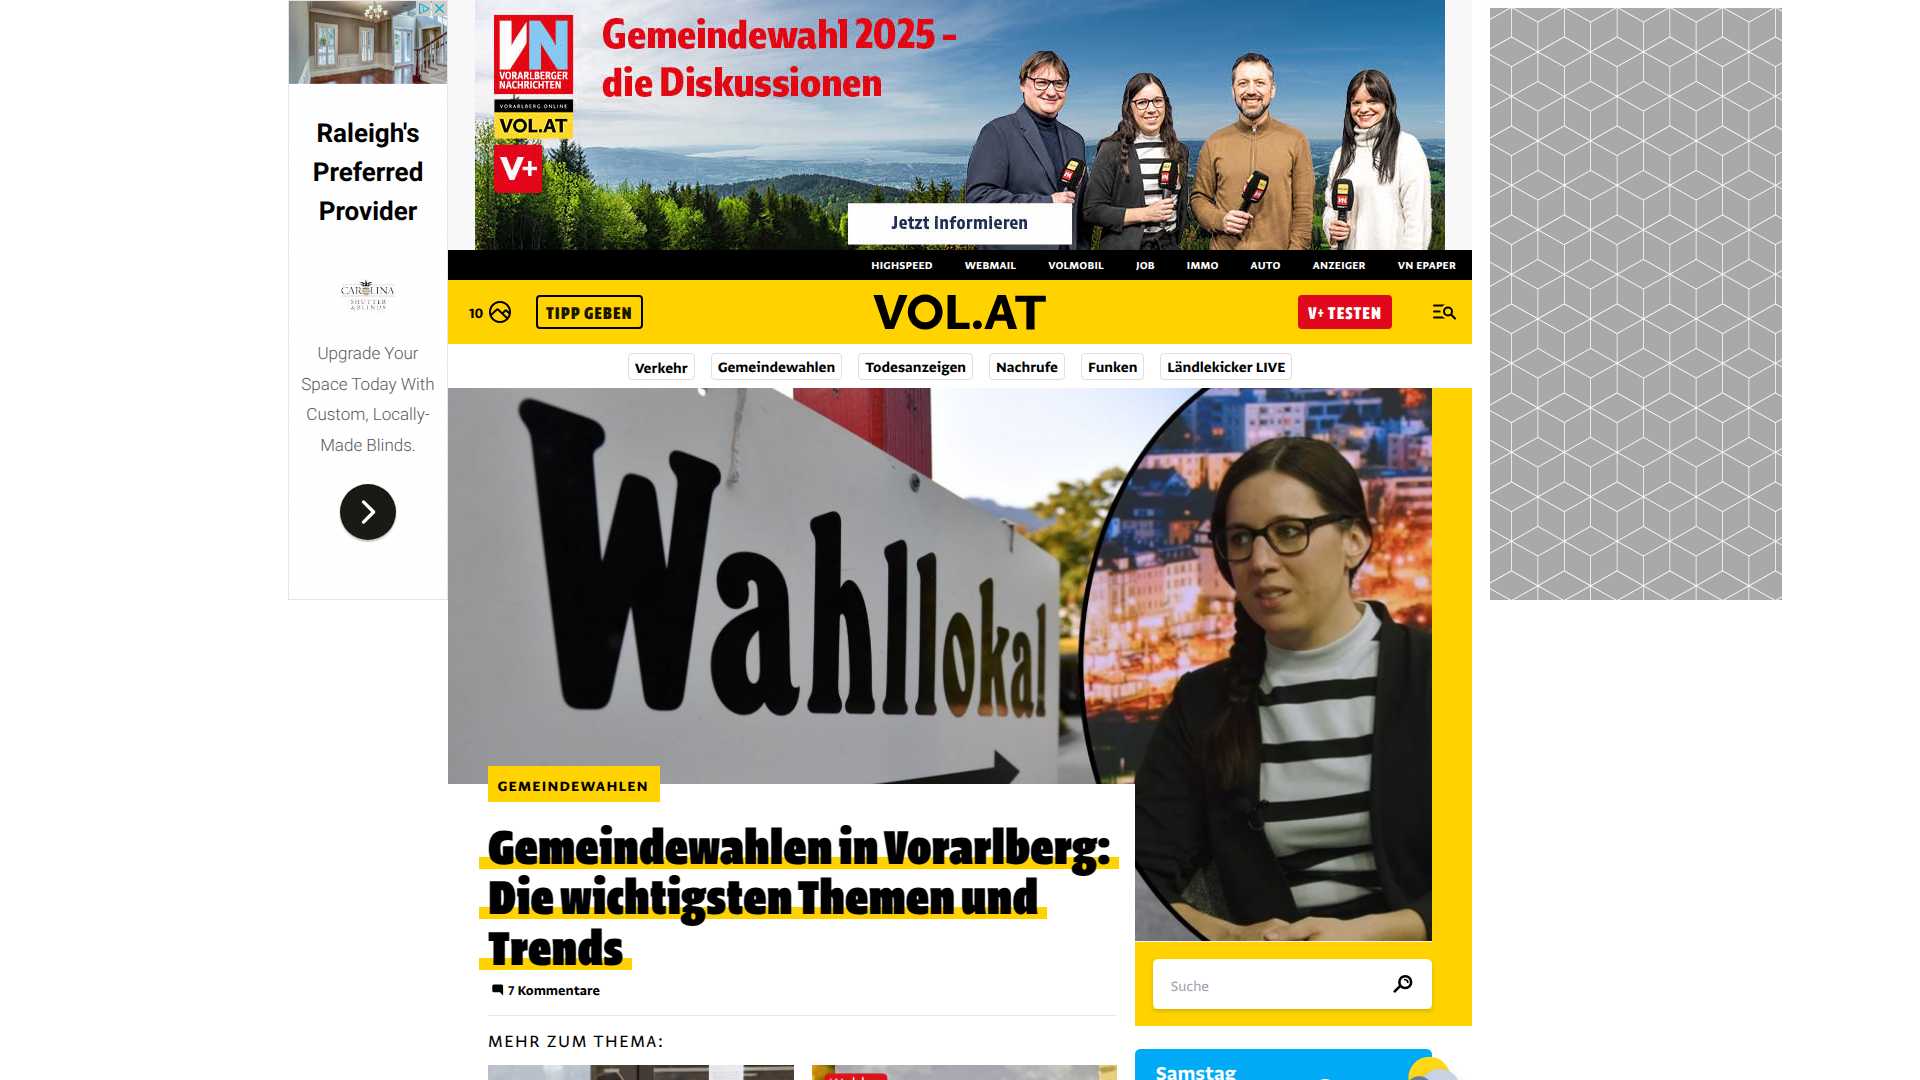 Raleigh's
Preferred
Provider
CAROLINA
SHUTTER
& BLINDS
Upgrade Your
Space Today With
Custom, Locally-
Made Blinds.
VN
VORARLBERGER
NACHRICHTEN
VORARLBERG ONLINE
VOL.AT
V+
Gemeindewahl 2025 –
die Diskussionen
Jetzt Informieren
HIGHSPEED WEBMAIL VOLMOBIL JOB IMMO AUTO ANZEIGER VN EPAPER
10 TIPP GEBEN VOL.AT V+ TESTEN
Verkehr Gemeindewahlen Todesanzeigen Nachrufe Funken Ländlekicker LIVE
Wahllokal
GEMEINDEWAHLEN
Gemeindewahlen in Vorarlberg:
Die wichtigsten Themen und
Trends
7 Kommentare
Suche
MEHR ZUM THEMA:
Samstag